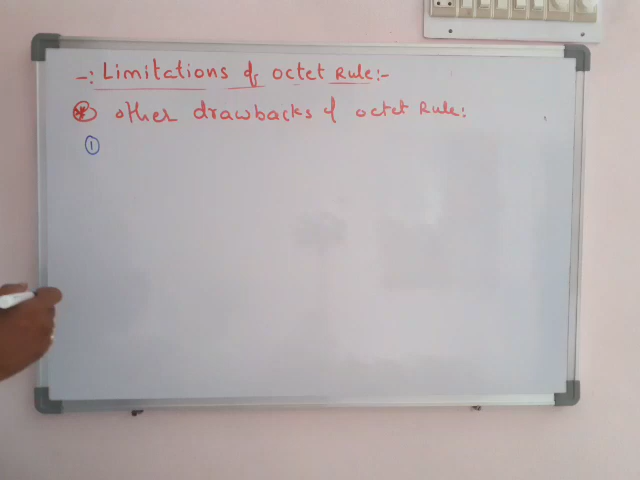 -: Limitations of octet Rule:-
other drawbacks of octet Rule:
1